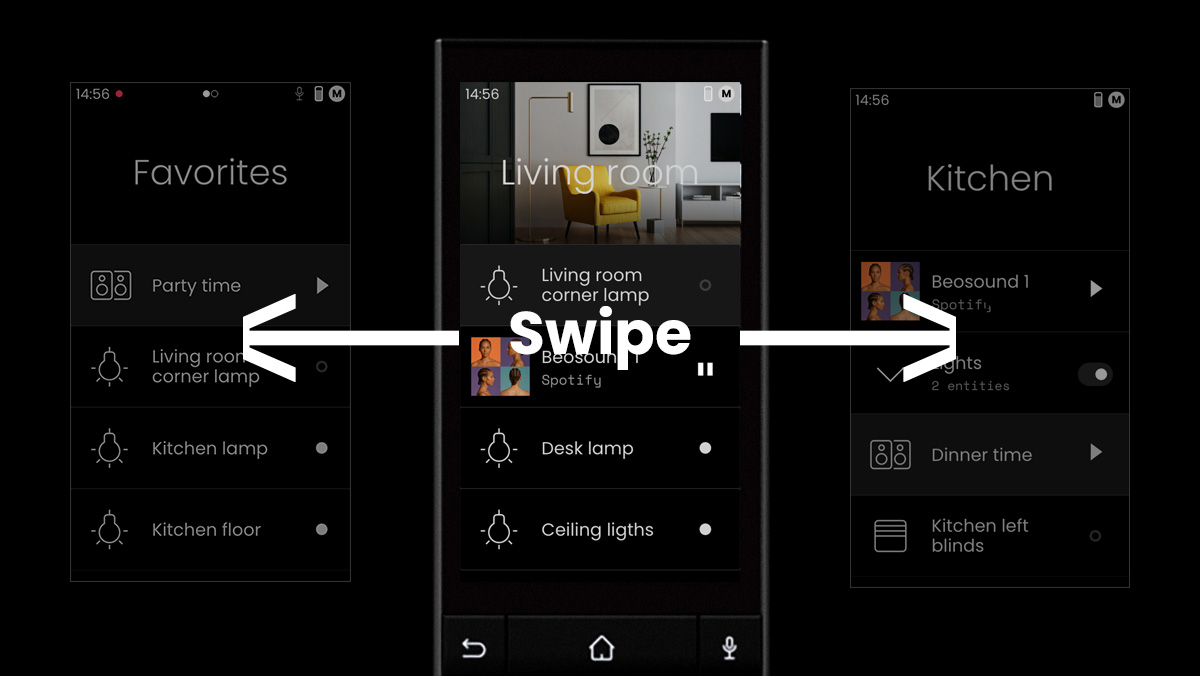 14:56
M
Favorites
Party time
Living room
corner lamp
Kitchen lamp
Kitchen floor
14:56
M
Living room
Living room
corner lamp
Swipe
Beosound 1
Spotify
Desk lamp
Ceiling ligths
14:56
M
Kitchen
Beosound 1
Spotify
Lights
2 entities
Dinner time
Kitchen left
blinds